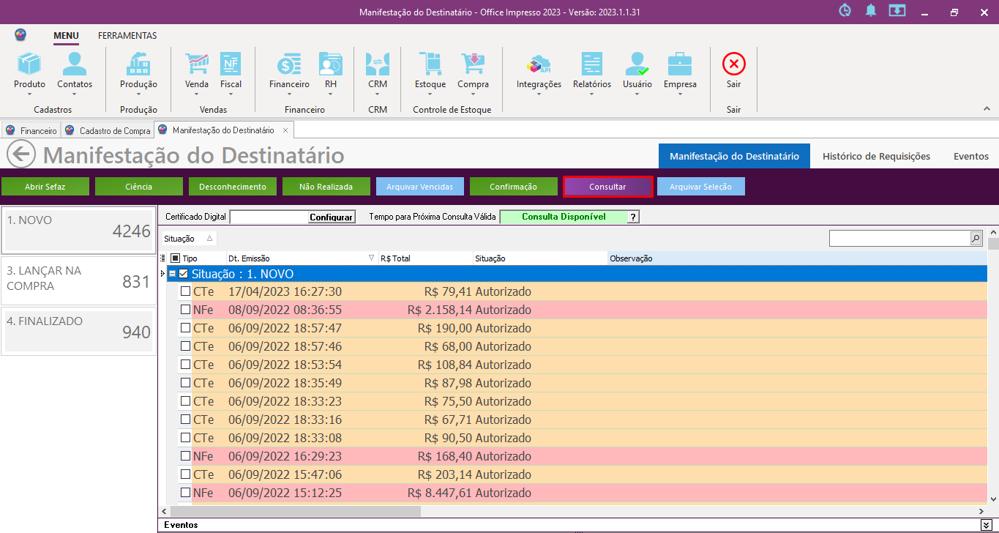 Manifestação do Destinatário - Office Impresso 2023 - Versão: 2023.1.1.31
MENU FERRAMENTAS
Produto Contatos Produção Venda Fiscal Financeiro RH CRM Estoque Compra Integrações Relatórios Usuário Empresa Sair
Cadastros Produção Vendas Financeiro CRM Controle de Estoque Sair
Financeiro Cadastro de Compra Manifestação do Destinatário
Manifestação do Destinatário
Manifestação do Destinatário Histórico de Requisições Eventos
Abrir Sefaz Ciência Desconhecimento Não Realizada Arquivar Vencidas Confirmação Consultar Arquivar Seleção
1. NOVO
4246
3. LANÇAR NA
COMPRA
831
4. FINALIZADO
940
Certificado Digital Configurar Tempo para Próxima Consulta Válida Consulta Disponível ?
Situação
Tipo Dt. Emissão R$ Total Situação Observação
Situação : 1. NOVO
CTe 17/04/2023 16:27:30 R$ 79,41 Autorizado
NFe 08/09/2022 08:36:55 R$ 2.158,14 Autorizado
CTe 06/09/2022 18:57:47 R$ 190,00 Autorizado
CTe 06/09/2022 18:57:46 R$ 68,00 Autorizado
CTe 06/09/2022 18:53:54 R$ 108,84 Autorizado
CTe 06/09/2022 18:35:49 R$ 87,98 Autorizado
CTe 06/09/2022 18:33:23 R$ 75,50 Autorizado
CTe 06/09/2022 18:33:16 R$ 67,71 Autorizado
CTe 06/09/2022 18:33:08 R$ 90,50 Autorizado
NFe 06/09/2022 16:29:23 R$ 168,40 Autorizado
CTe 06/09/2022 15:47:06 R$ 203,14 Autorizado
NFe 06/09/2022 15:12:25 R$ 8.447,61 Autorizado
Eventos